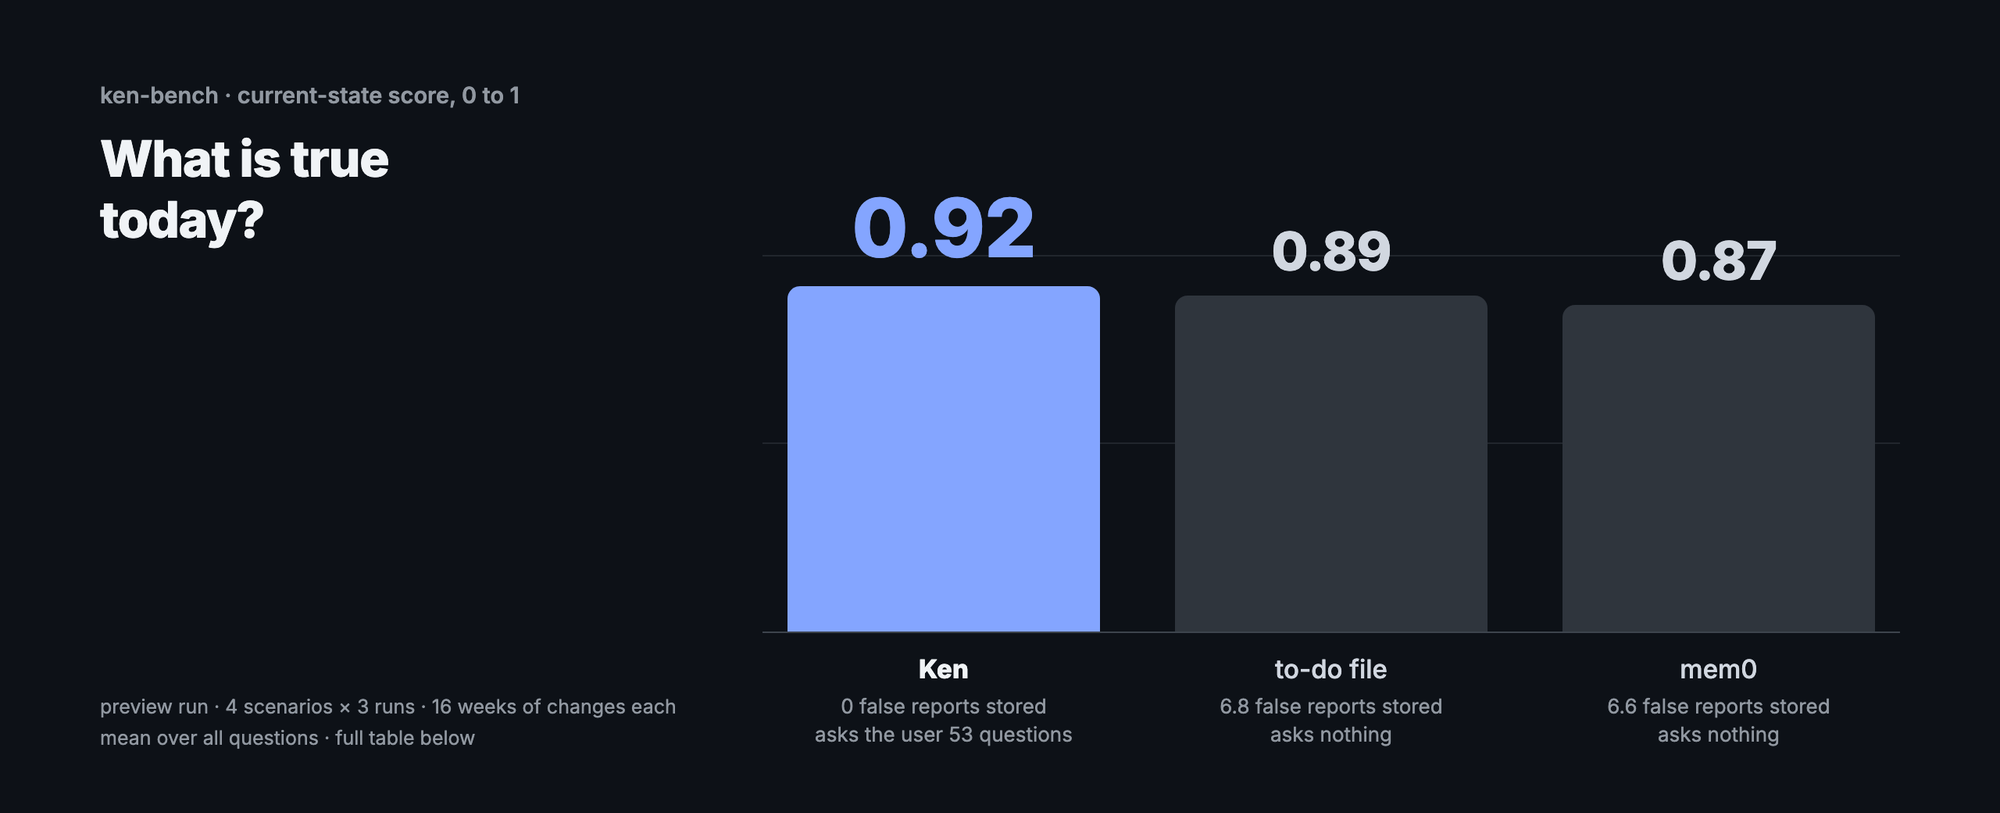 ken-bench · current-state score, 0 to 1
What is true
today?
0.92
0.89
0.87
Ken
0 false reports stored
asks the user 53 questions
to-do file
6.8 false reports stored
asks nothing
mem0
6.6 false reports stored
asks nothing
preview run · 4 scenarios × 3 runs · 16 weeks of changes each
mean over all questions · full table below